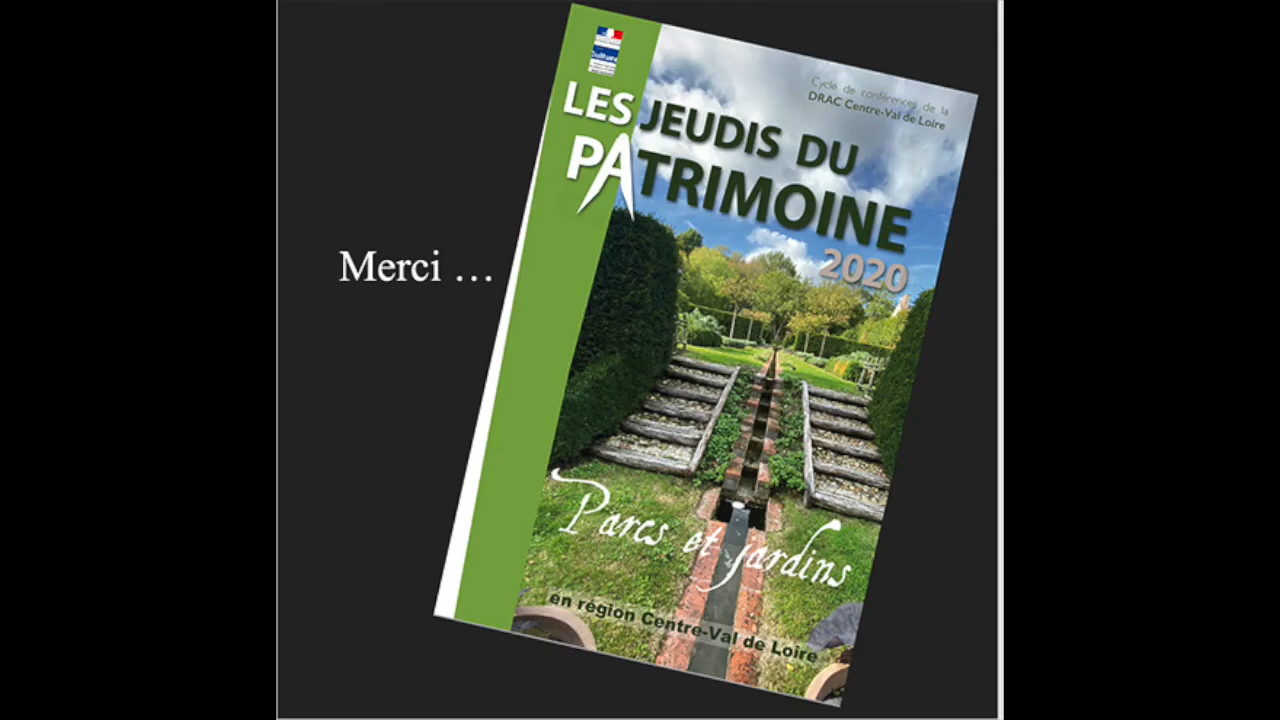 Culture
Cycle de conférences de la
DRAC Centre-Val de Loire
LES JEUDIS DU
PATRIMOINE
2020
Merci …
Parcs et jardins
en région Centre-Val de Loire